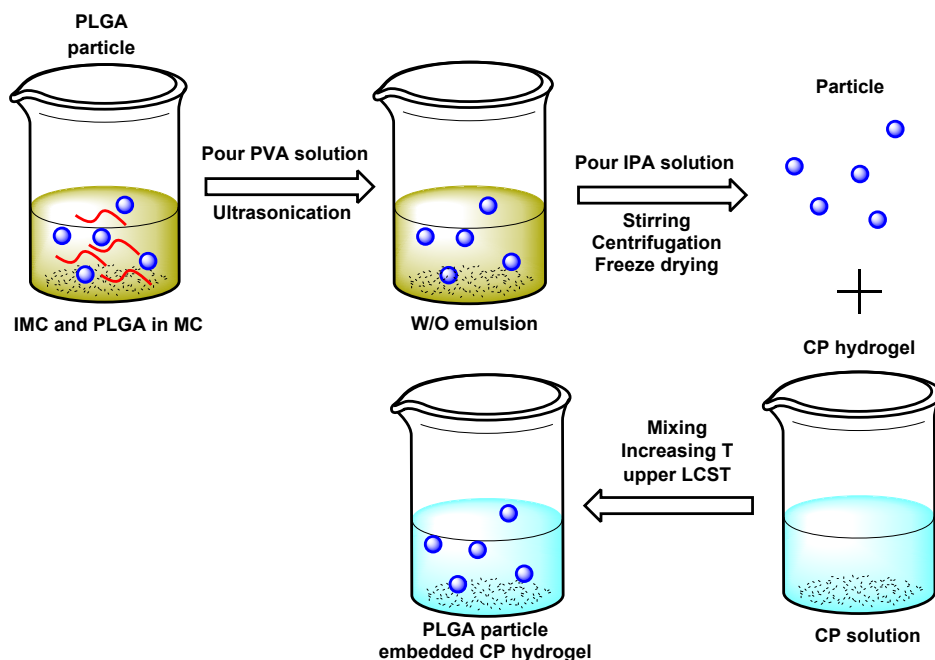 PLGA
particle
Pour PVA solution
Ultrasonication
IMC and PLGA in MC
W/O emulsion
Pour IPA solution
Stirring
Centrifugation
Freeze drying
Particle
CP hydrogel
Mixing
Increasing T
upper LCST
CP solution
PLGA particle
embedded CP hydrogel